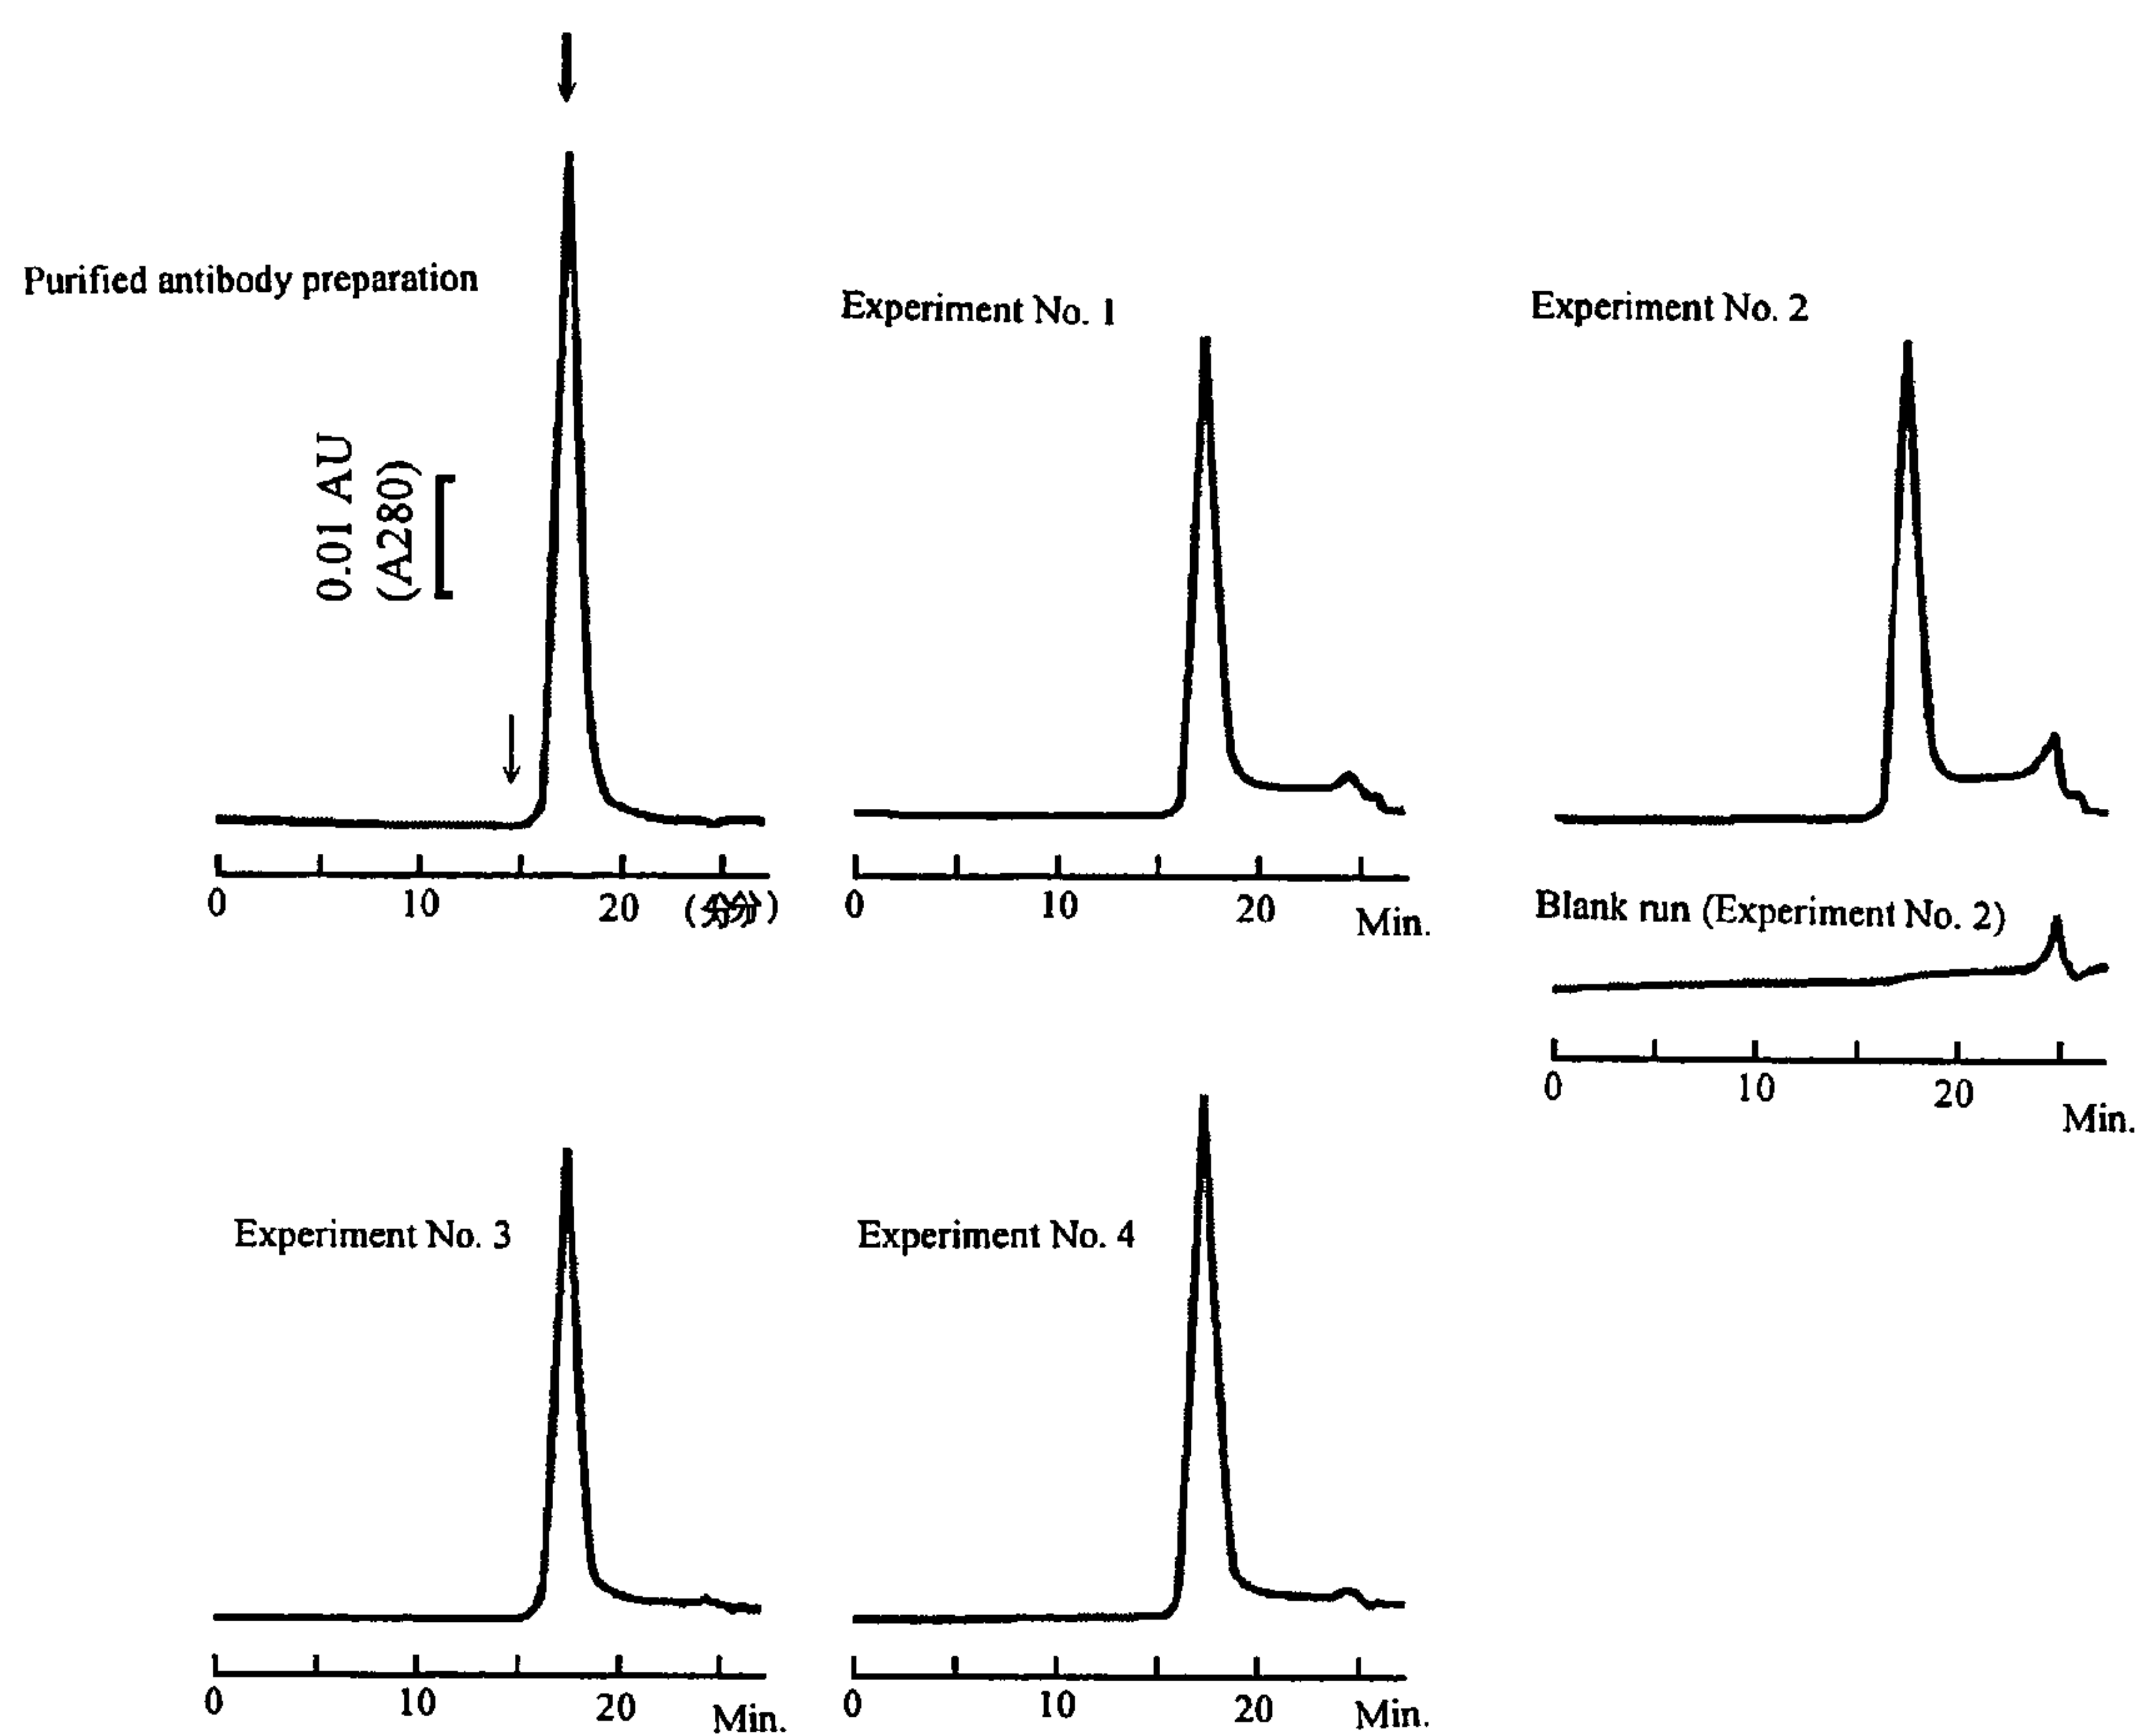 Purified antibody preparation
0.01 AU
(A280)
0 10 20
Experiment No. 1
0 10 20 Min.
Experiment No. 2
Blank run (Experiment No. 2)
0 10 20 Min.
Experiment No. 3
0 10 20 Min.
Experiment No. 4
0 10 20 Min.